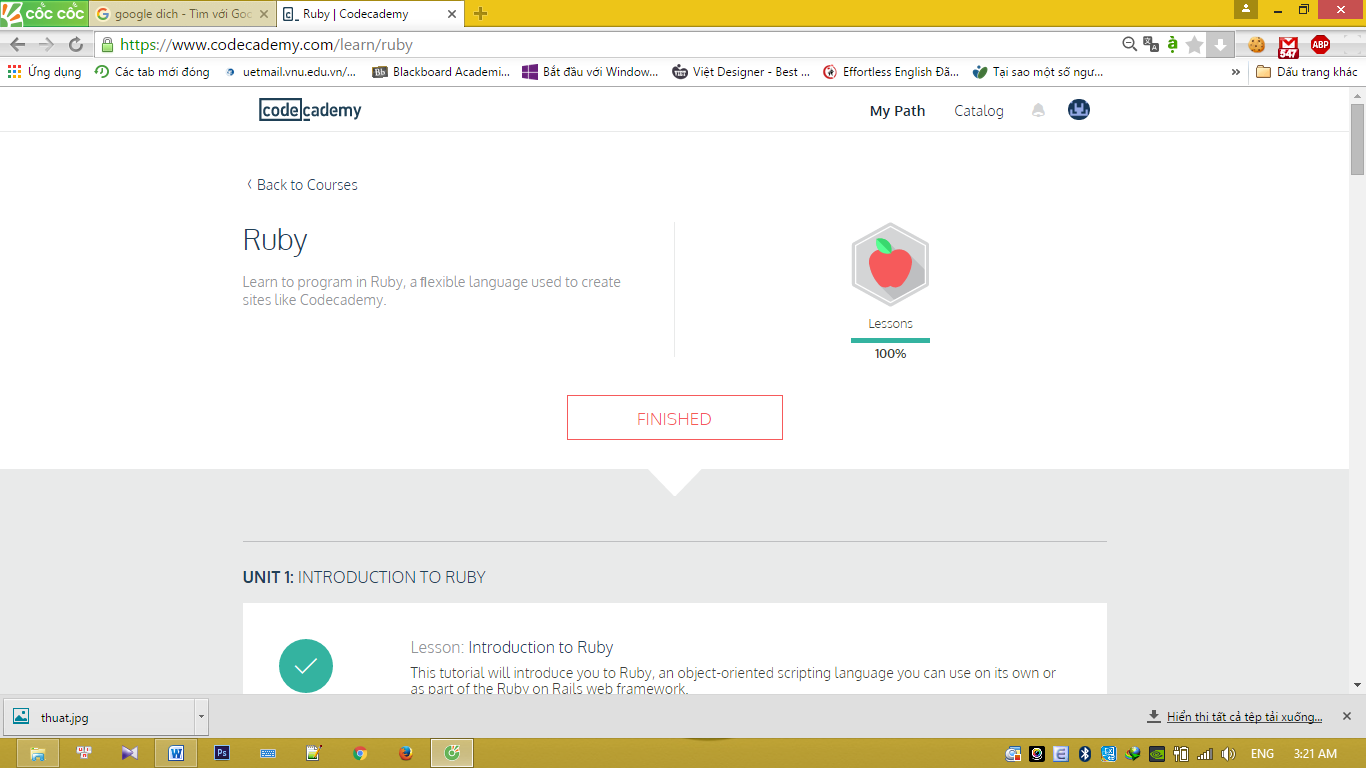 cốc cốc
google dich - Tìm với Goo
Ruby | Codecademy
https://www.codecademy.com/learn/ruby
547
ABP
Ứng dụng
Các tab mới đóng
uetmail.vnu.edu.vn/...
Bb
Blackboard Academi...
Bắt đầu với Window...
Việt Designer - Best ...
Effortless English Đã...
Tại sao một số ngư...
»
Dấu trang khác
codecademy
My Path
Catalog
Back to Courses
Ruby
Learn to program in Ruby, a flexible language used to create
sites like Codecademy.
Lessons
100%
FINISHED
UNIT 1: INTRODUCTION TO RUBY
Lesson: Introduction to Ruby
This tutorial will introduce you to Ruby, an object-oriented scripting language you can use on its own or
as part of the Ruby on Rails web framework.
thuat.jpg
Hiển thị tất cả tệp tải xuống...
Ps
ENG
3:21 AM